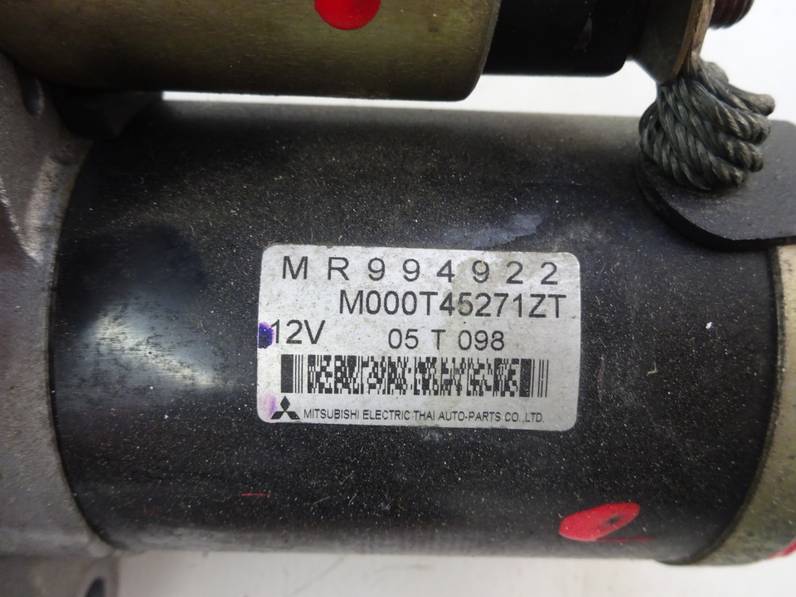 MR994922
M000T45271ZT
12V 05 T 098
MITSUBISHI ELECTRIC THAI AUTO-PARTS CO.,LTD.